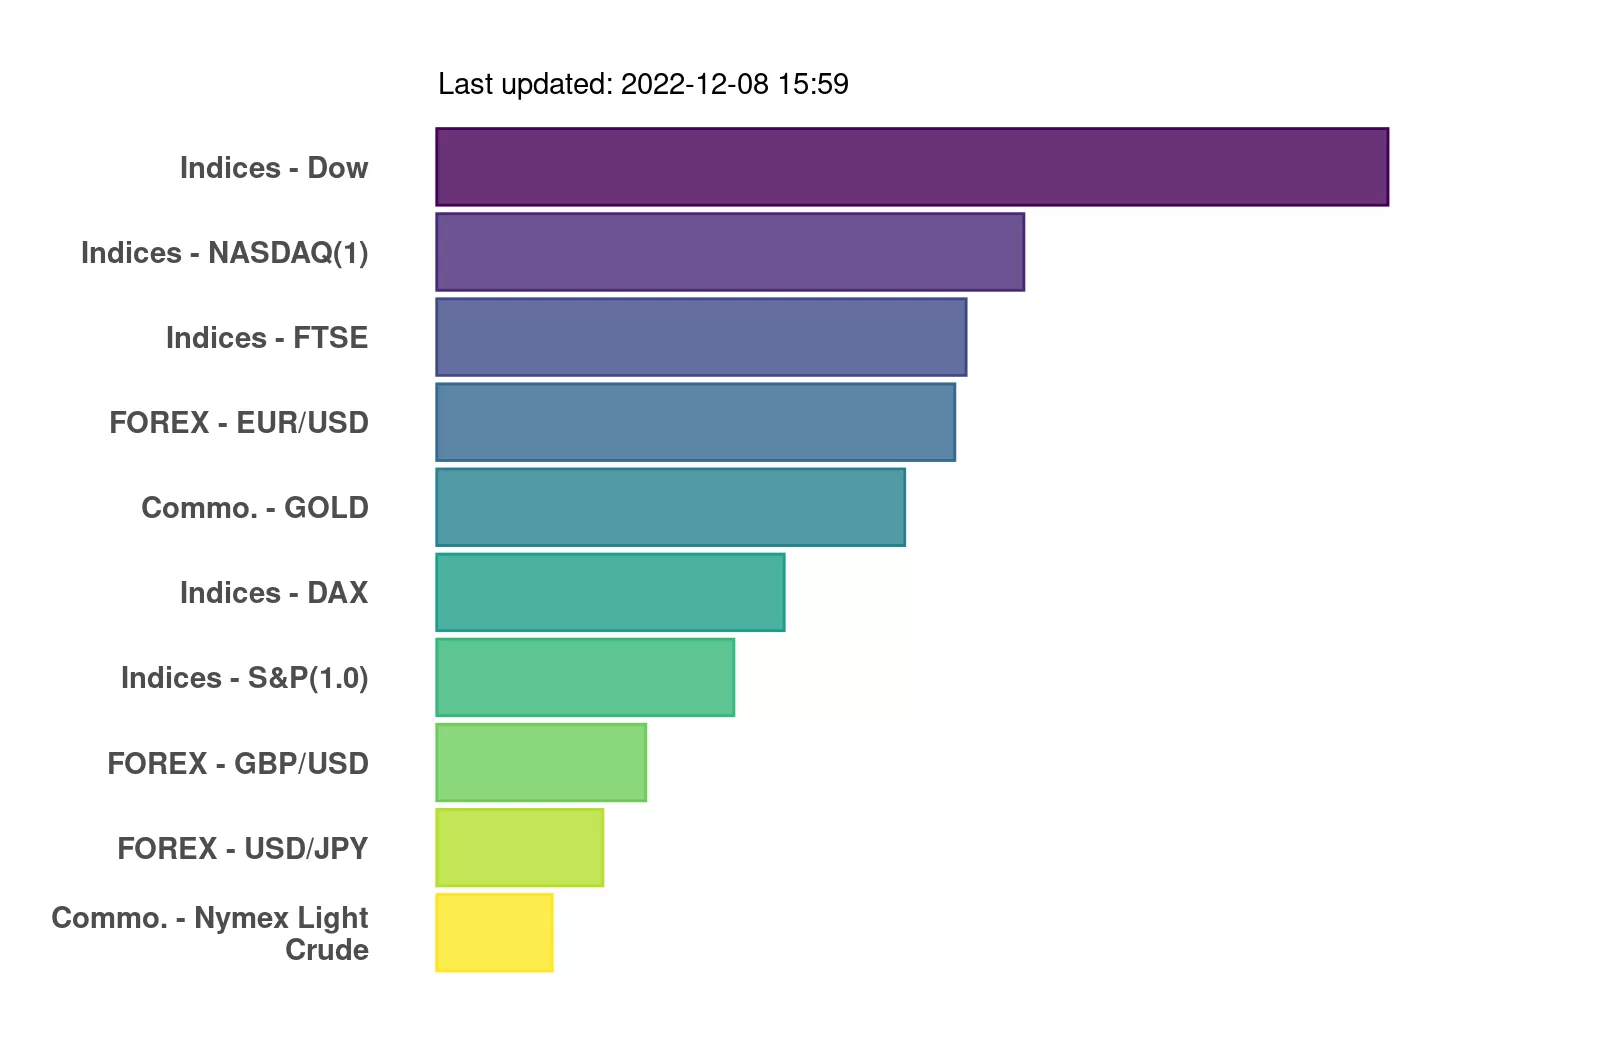 Last updated: 2022-12-08 15:59
Indices - Dow
Indices - NASDAQ(1)
Indices - FTSE
FOREX - EUR/USD
Commo. - GOLD
Indices - DAX
Indices - S&P(1.0)
FOREX - GBP/USD
FOREX - USD/JPY
Commo. - Nymex Light
Crude